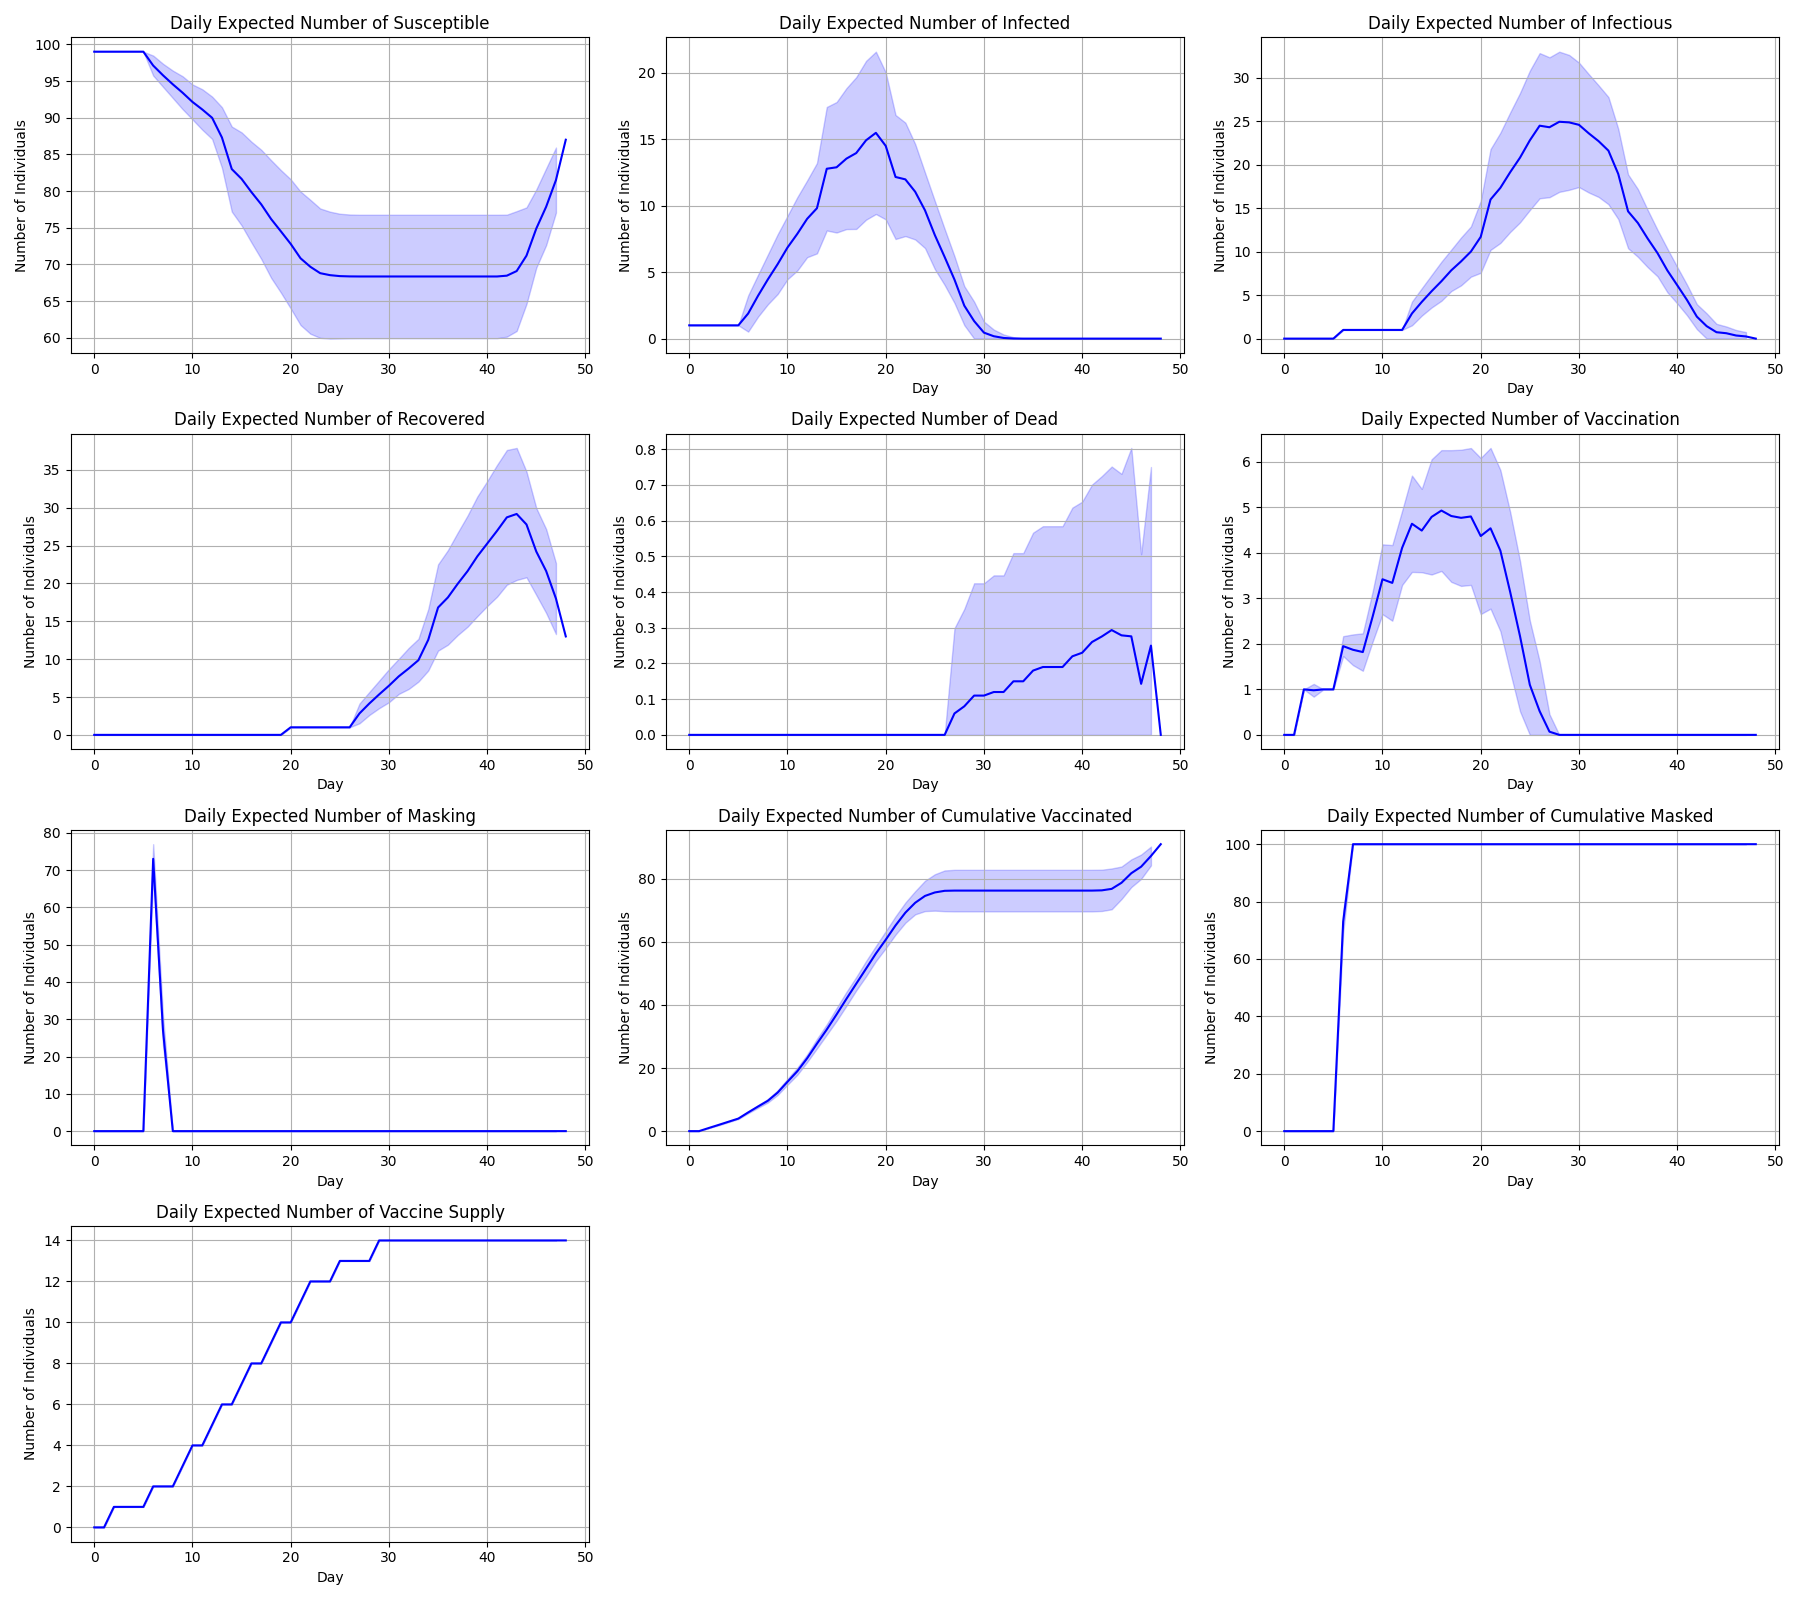 Daily Expected Number of Susceptible
Number of Individuals
100
95
90
85
80
75
70
65
60
0 10 20 30 40 50
Day
Daily Expected Number of Infected
Number of Individuals
20
15
10
5
0
0 10 20 30 40 50
Day
Daily Expected Number of Infectious
Number of Individuals
30
25
20
15
10
5
0
0 10 20 30 40 50
Day
Daily Expected Number of Recovered
Number of Individuals
35
30
25
20
15
10
5
0
0 10 20 30 40 50
Day
Daily Expected Number of Dead
Number of Individuals
0.8
0.7
0.6
0.5
0.4
0.3
0.2
0.1
0.0
0 10 20 30 40 50
Day
Daily Expected Number of Vaccination
Number of Individuals
6
5
4
3
2
1
0
0 10 20 30 40 50
Day
Daily Expected Number of Masking
Number of Individuals
80
70
60
50
40
30
20
10
0
0 10 20 30 40 50
Day
Daily Expected Number of Cumulative Vaccinated
Number of Individuals
80
60
40
20
0
0 10 20 30 40 50
Day
Daily Expected Number of Cumulative Masked
Number of Individuals
100
80
60
40
20
0
0 10 20 30 40 50
Day
Daily Expected Number of Vaccine Supply
Number of Individuals
14
12
10
8
6
4
2
0
0 10 20 30 40 50
Day